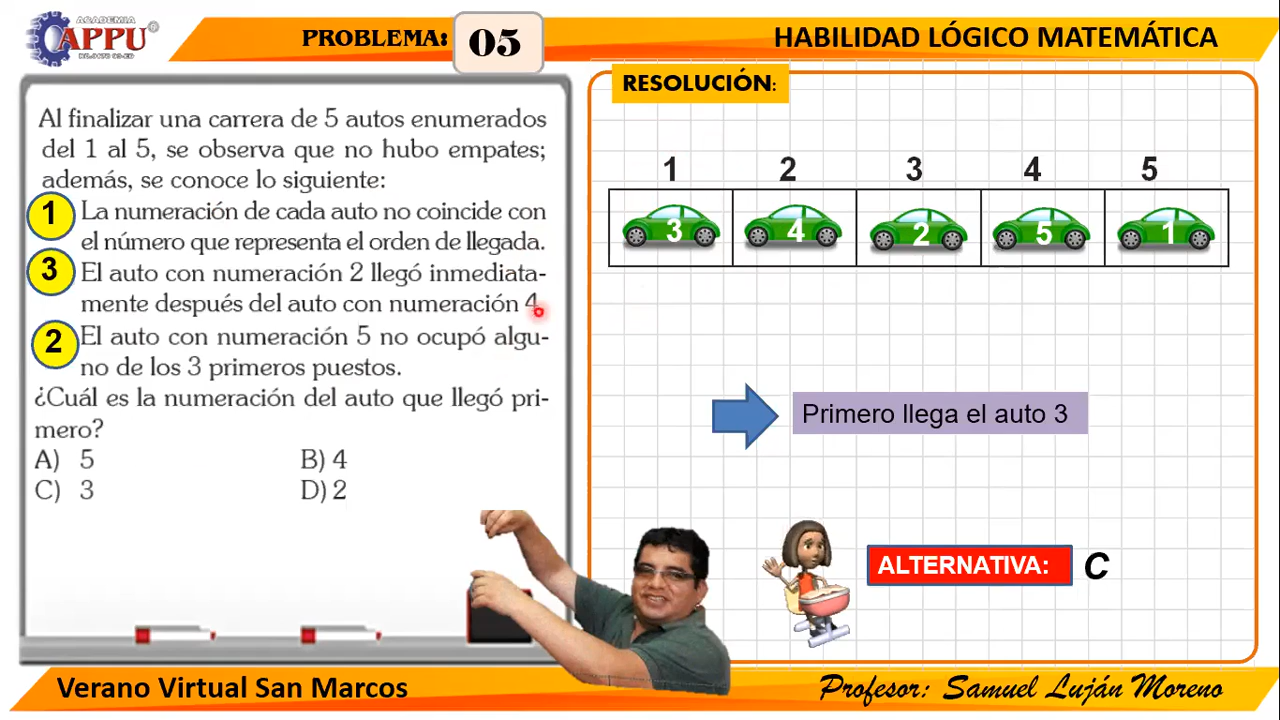 ACADEMIA
APPU
PROBLEMA:
05
HABILIDAD LÓGICO MATEMÁTICA
Al finalizar una carrera de 5 autos enumerados
del 1 al 5, se observa que no hubo empates;
además, se conoce lo siguiente:
1
La numeración de cada auto no coincide con
el número que representa el orden de llegada.
3
El auto con numeración 2 llegó inmediata-
mente después del auto con numeración 4
2
El auto con numeración 5 no ocupó algu-
no de los 3 primeros puestos.
¿Cuál es la numeración del auto que llegó pri-
mero?
A) 5 B) 4
C) 3 D) 2
RESOLUCIÓN:
1 2 3 4 5
3 4 2 5 1
Primero llega el auto 3
ALTERNATIVA: C
Verano Virtual San Marcos
Profesor: Samuel Luján Moreno